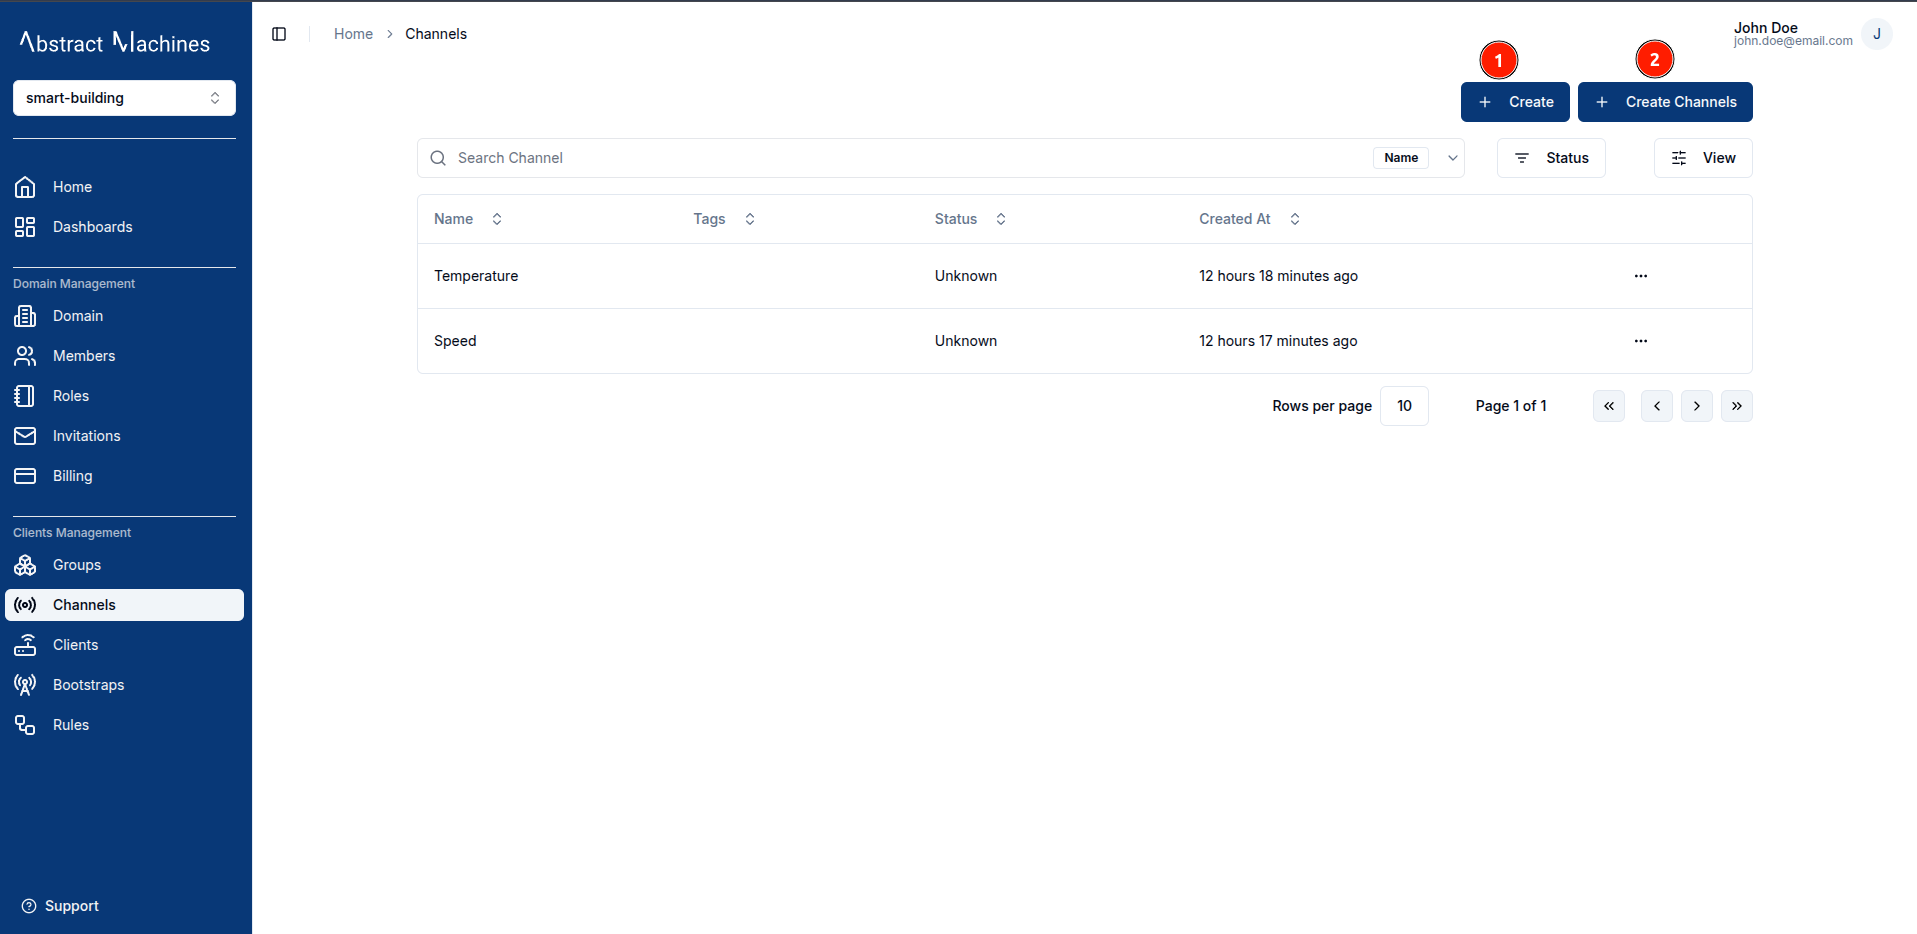 Abstract Machines
smart-building
Home
Dashboards
Domain Management
Domain
Members
Roles
Invitations
Billing
Clients Management
Groups
Channels
Clients
Bootstraps
Rules
Support
Home > Channels
John Doe
john.doe@email.com
J
1
2
+ Create
+ Create Channels
Search Channel Name
Status
View
Name Tags Status Created At
Temperature Unknown 12 hours 18 minutes ago ...
Speed Unknown 12 hours 17 minutes ago ...
Rows per page 10 Page 1 of 1 « ‹ › »